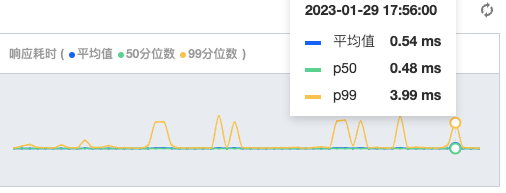 2023-01-29 17:56:00
平均值 0.54 ms
p50 0.48 ms
p99 3.99 ms
响应耗时 ( 平均值 50分位数 99分位数 )